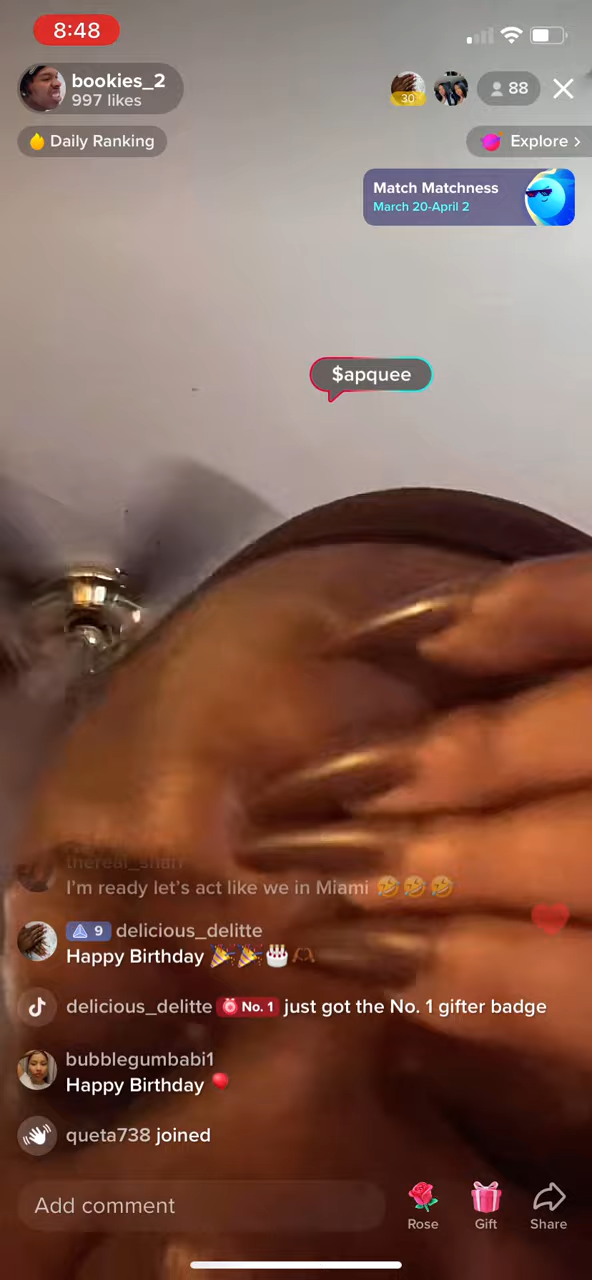 8:48
bookies_2
997 likes
30
88
Daily Ranking
Explore >
Match Matchness
March 20-April 2
$apquee
thereal_shan
I'm ready let's act like we in Miami 🤣🤣🤣
9 delicious_delitte
Happy Birthday 🎉🎉🎂🫶🏾
delicious_delitte No. 1 just got the No. 1 gifter badge
bubblegumbabi1
Happy Birthday 🎈
queta738 joined
Add comment
Rose
Gift
Share